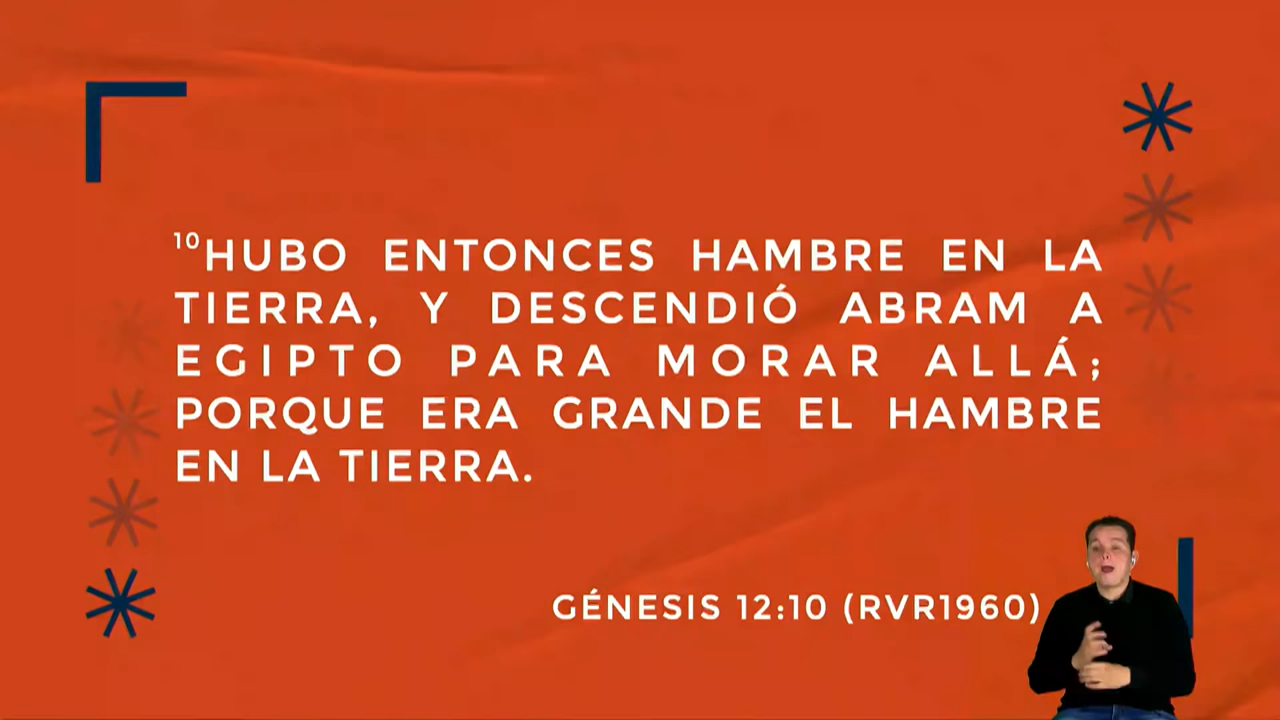 ¹⁰HUBO ENTONCES HAMBRE EN LA
TIERRA, Y DESCENDIÓ ABRAM A
EGIPTO PARA MORAR ALLÁ;
PORQUE ERA GRANDE EL HAMBRE
EN LA TIERRA.
GÉNESIS 12:10 (RVR1960)